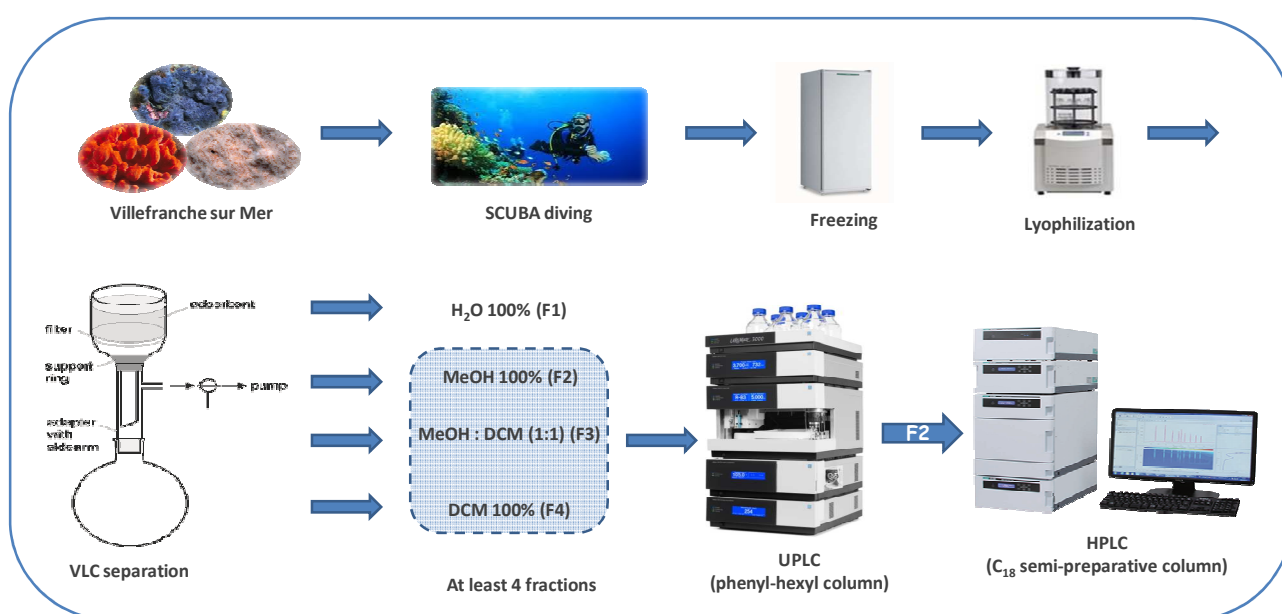 Villefranche sur Mer
SCUBA diving
Freezing
Lyophilization
adsorbent
filter
support
ring
pump
adapter
with
sidearm
VLC separation
H₂O 100% (F1)
MeOH 100% (F2)
MeOH : DCM (1:1) (F3)
DCM 100% (F4)
At least 4 fractions
UPLC
(phenyl-hexyl column)
F2
HPLC
(C₁₈ semi-preparative column)